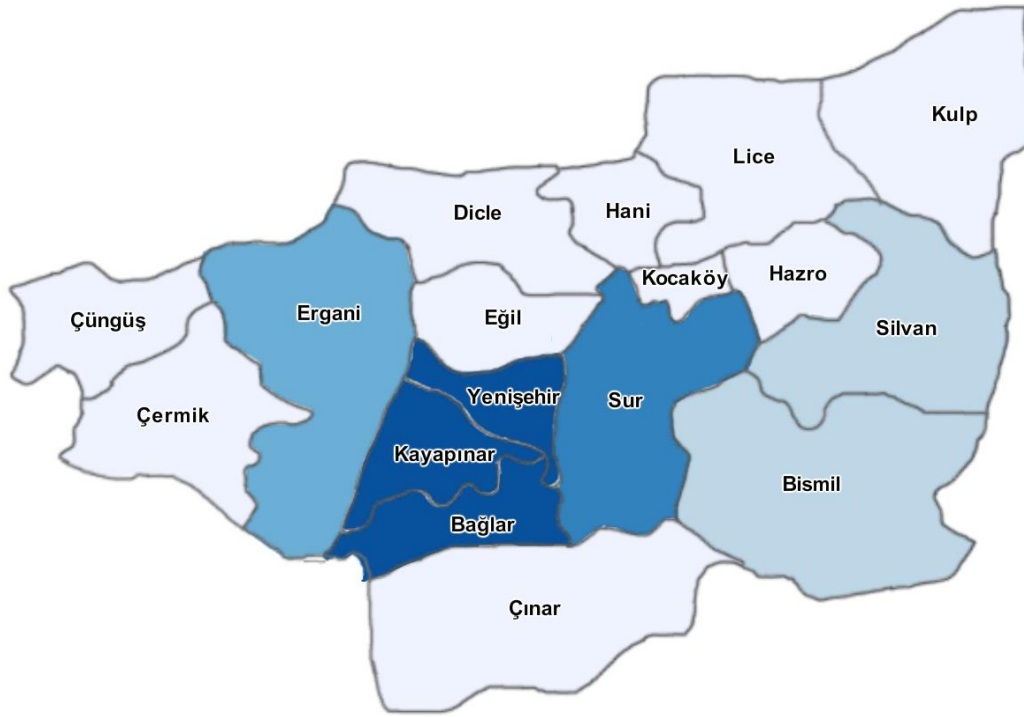 Kulp
Lice
Dicle
Hani
Kocaköy
Hazro
Çüngüş
Ergani
Eğil
Silvan
Çermik
Yenişehir
Sur
Kayapınar
Bismil
Bağlar
Çınar